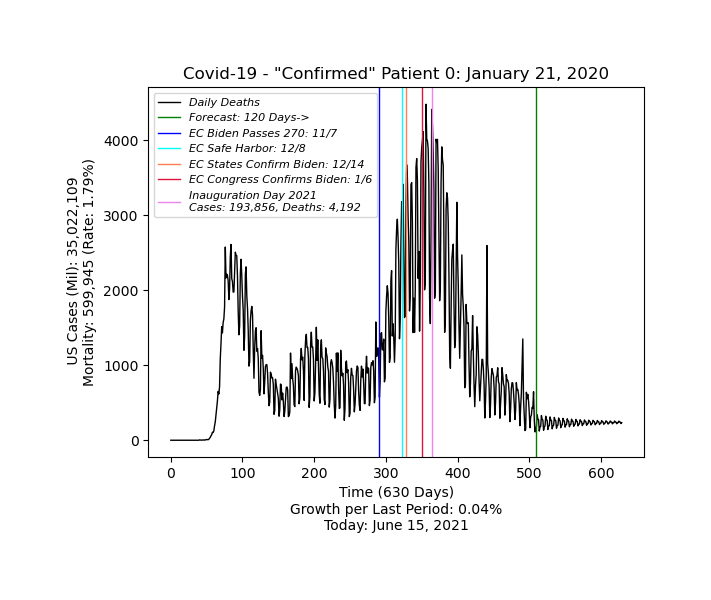 Covid-19 - "Confirmed" Patient 0: January 21, 2020
Daily Deaths
Forecast: 120 Days->
EC Biden Passes 270: 11/7
EC Safe Harbor: 12/8
EC States Confirm Biden: 12/14
EC Congress Confirms Biden: 1/6
Inauguration Day 2021
Cases: 193,856, Deaths: 4,192
US Cases (Mil): 35,022,109
Mortality: 599,945 (Rate: 1.79%)
4000
3000
2000
1000
0
0 100 200 300 400 500 600
Time (630 Days)
Growth per Last Period: 0.04%
Today: June 15, 2021